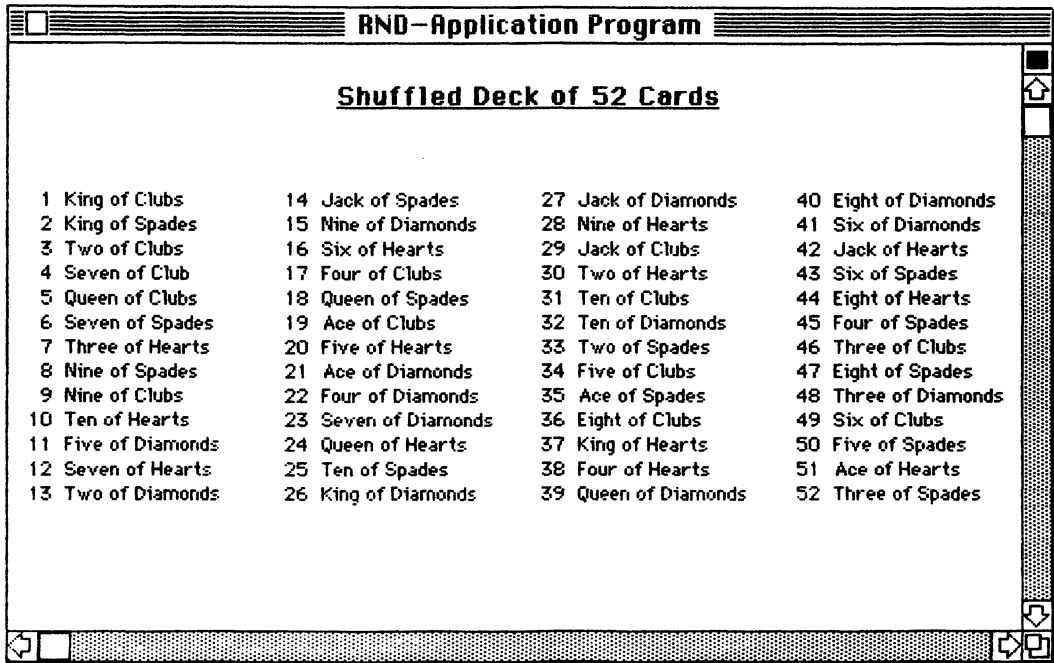 RND-Application Program
Shuffled Deck of 52 Cards
1 King of Clubs
2 King of Spades
3 Two of Clubs
4 Seven of Club
5 Queen of Clubs
6 Seven of Spades
7 Three of Hearts
8 Nine of Spades
9 Nine of Clubs
10 Ten of Hearts
11 Five of Diamonds
12 Seven of Hearts
13 Two of Diamonds
14 Jack of Spades
15 Nine of Diamonds
16 Six of Hearts
17 Four of Clubs
18 Queen of Spades
19 Ace of Clubs
20 Five of Hearts
21 Ace of Diamonds
22 Four of Diamonds
23 Seven of Diamonds
24 Queen of Hearts
25 Ten of Spades
26 King of Diamonds
27 Jack of Diamonds
28 Nine of Hearts
29 Jack of Clubs
30 Two of Hearts
31 Ten of Clubs
32 Ten of Diamonds
33 Two of Spades
34 Five of Clubs
35 Ace of Spades
36 Eight of Clubs
37 King of Hearts
38 Four of Hearts
39 Queen of Diamonds
40 Eight of Diamonds
41 Six of Diamonds
42 Jack of Hearts
43 Six of Spades
44 Eight of Hearts
45 Four of Spades
46 Three of Clubs
47 Eight of Spades
48 Three of Diamonds
49 Six of Clubs
50 Five of Spades
51 Ace of Hearts
52 Three of Spades